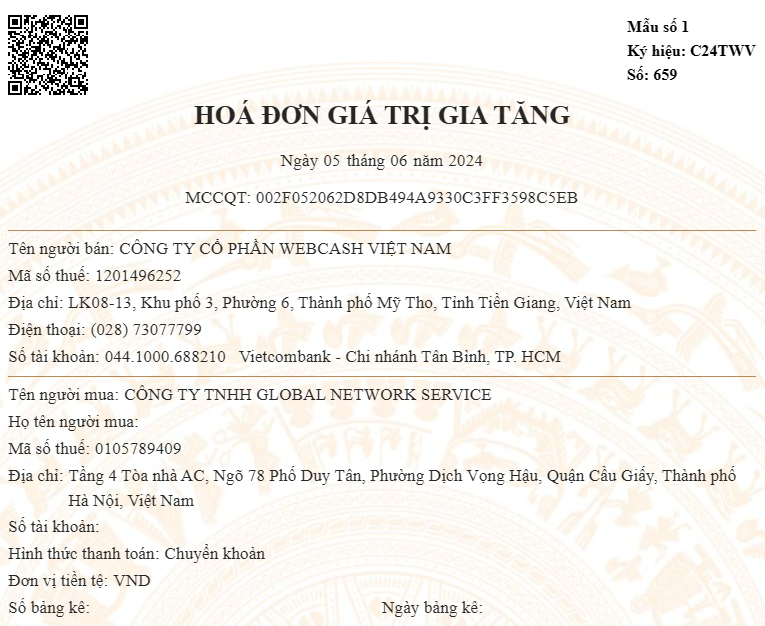 Mẫu số 1
Ký hiệu: C24TWV
Số: 659
HOÁ ĐƠN GIÁ TRỊ GIA TĂNG
Ngày 05 tháng 06 năm 2024
MCCQT: 002F052062D8DB494A9330C3FF3598C5EB
Tên người bán: CÔNG TY CỔ PHẦN WEBCASH VIỆT NAM
Mã số thuế: 1201496252
Địa chỉ: LK08-13, Khu phố 3, Phường 6, Thành phố Mỹ Tho, Tỉnh Tiền Giang, Việt Nam
Điện thoại: (028) 73077799
Số tài khoản: 044.1000.688210 Vietcombank - Chi nhánh Tân Bình, TP. HCM
Tên người mua: CÔNG TY TNHH GLOBAL NETWORK SERVICE
Họ tên người mua:
Mã số thuế: 0105789409
Địa chỉ: Tầng 4 Tòa nhà AC, Ngõ 78 Phố Duy Tân, Phường Dịch Vọng Hậu, Quận Cầu Giấy, Thành phố
Hà Nội, Việt Nam
Số tài khoản:
Hình thức thanh toán: Chuyển khoản
Đơn vị tiền tệ: VND
Số bảng kê: Ngày bảng kê: